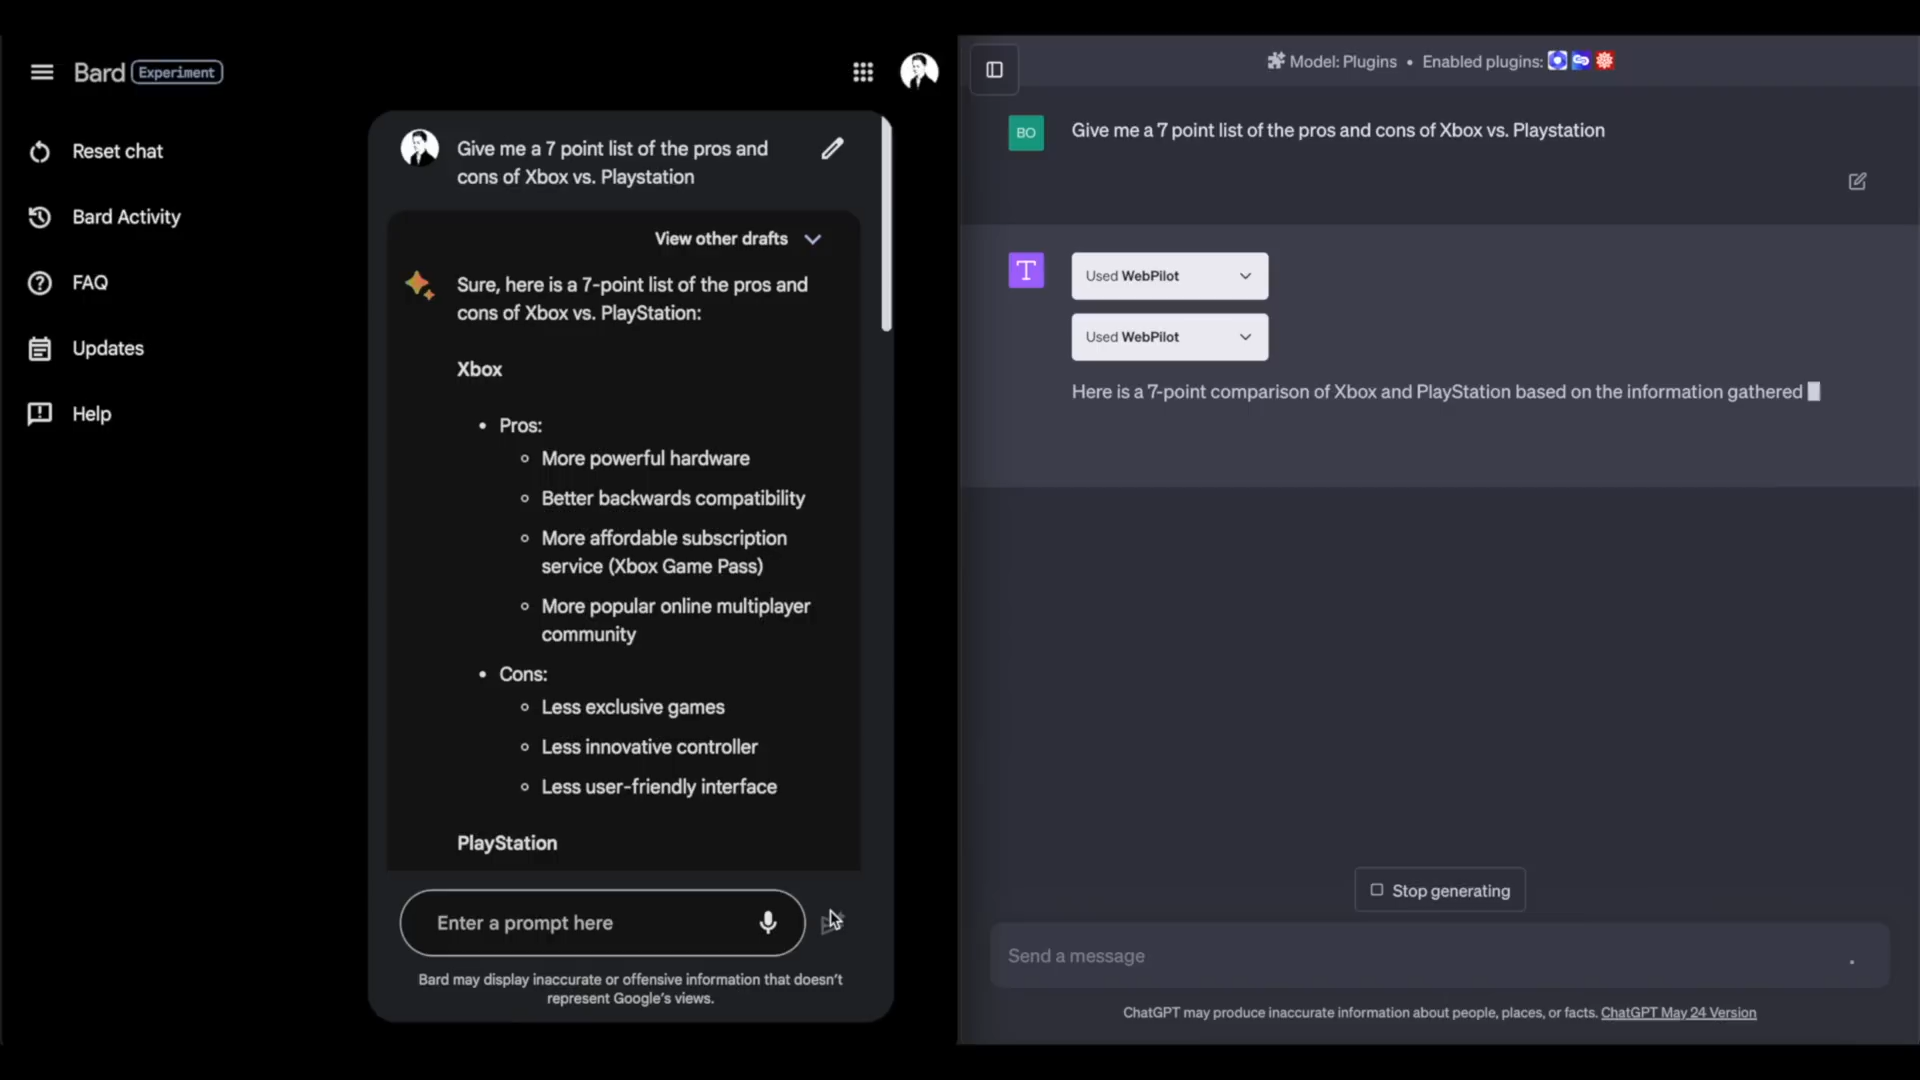 Bard Experiment
Reset chat
Bard Activity
FAQ
Updates
Help
Give me a 7 point list of the pros and
cons of Xbox vs. Playstation
View other drafts
Sure, here is a 7-point list of the pros and
cons of Xbox vs. PlayStation:
Xbox
• Pros:
◦ More powerful hardware
◦ Better backwards compatibility
◦ More affordable subscription
service (Xbox Game Pass)
◦ More popular online multiplayer
community
• Cons:
◦ Less exclusive games
◦ Less innovative controller
◦ Less user-friendly interface
PlayStation
Enter a prompt here
Bard may display inaccurate or offensive information that doesn't
represent Google's views.
Model: Plugins • Enabled plugins:
BO
Give me a 7 point list of the pros and cons of Xbox vs. Playstation
T
Used WebPilot
Used WebPilot
Here is a 7-point comparison of Xbox and PlayStation based on the information gathered
Stop generating
Send a message
ChatGPT may produce inaccurate information about people, places, or facts. ChatGPT May 24 Version